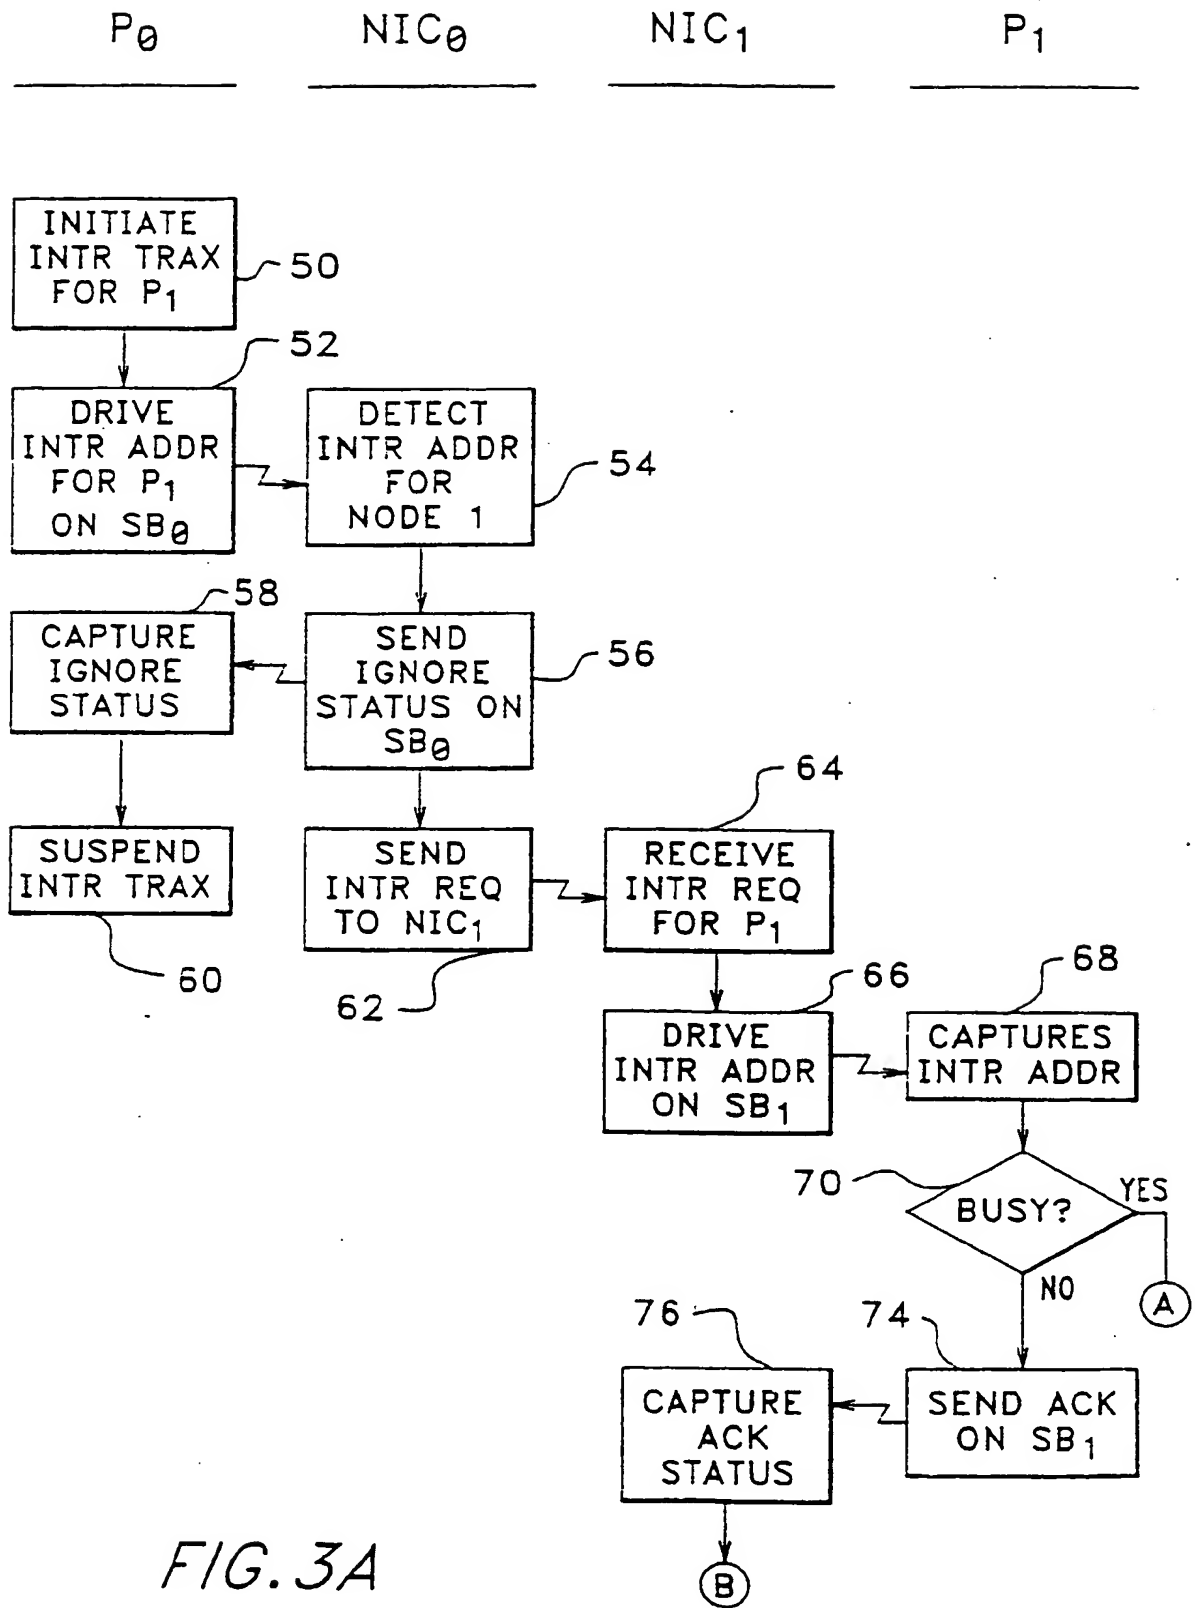 P0 NIC0 NIC1 P1
INITIATE
INTR TRAX
FOR P1
50
52
DRIVE
INTR ADDR
FOR P1
ON SB0
DETECT
INTR ADDR
FOR
NODE 1
54
58
CAPTURE
IGNORE
STATUS
SEND
IGNORE
STATUS ON
SB0
56
SUSPEND
INTR TRAX
60
SEND
INTR REQ
TO NIC1
62
64
RECEIVE
INTR REQ
FOR P1
66
DRIVE
INTR ADDR
ON SB1
68
CAPTURES
INTR ADDR
70
BUSY?
YES
A
NO
74
SEND ACK
ON SB1
76
CAPTURE
ACK
STATUS
B
FIG. 3A